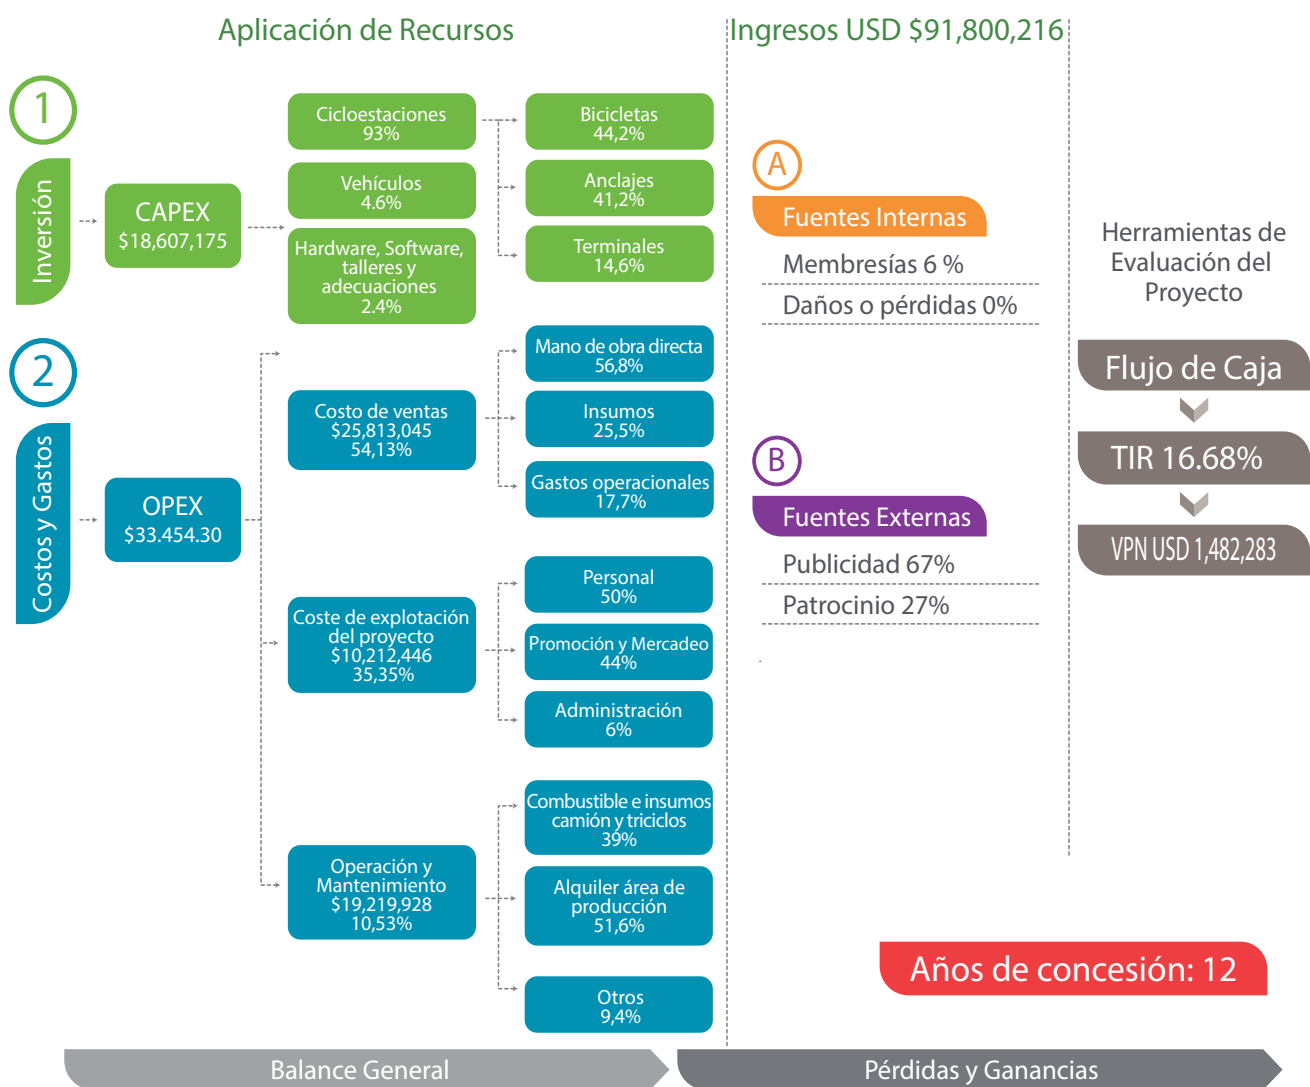 Aplicación de Recursos
Ingresos USD $91,800,216
1
Inversión
CAPEX
$18,607,175
Cicloestaciones
93%
Vehículos
4.6%
Hardware, Software,
talleres y
adecuaciones
2.4%
Bicicletas
44,2%
Anclajes
41,2%
Terminales
14,6%
2
Costos y Gastos
OPEX
$33.454.30
Costo de ventas
$25,813,045
54,13%
Mano de obra directa
56,8%
Insumos
25,5%
Gastos operacionales
17,7%
Coste de explotación
del proyecto
$10,212,446
35,35%
Personal
50%
Promoción y Mercadeo
44%
Administración
6%
Operación y
Mantenimiento
$19,219,928
10,53%
Combustible e insumos
camión y triciclos
39%
Alquiler área de
producción
51,6%
Otros
9,4%
A
Fuentes Internas
Membresías 6 %
Daños o pérdidas 0%
B
Fuentes Externas
Publicidad 67%
Patrocinio 27%
Herramientas de
Evaluación del
Proyecto
Flujo de Caja
TIR 16.68%
VPN USD 1,482,283
Años de concesión: 12
Balance General
Pérdidas y Ganancias